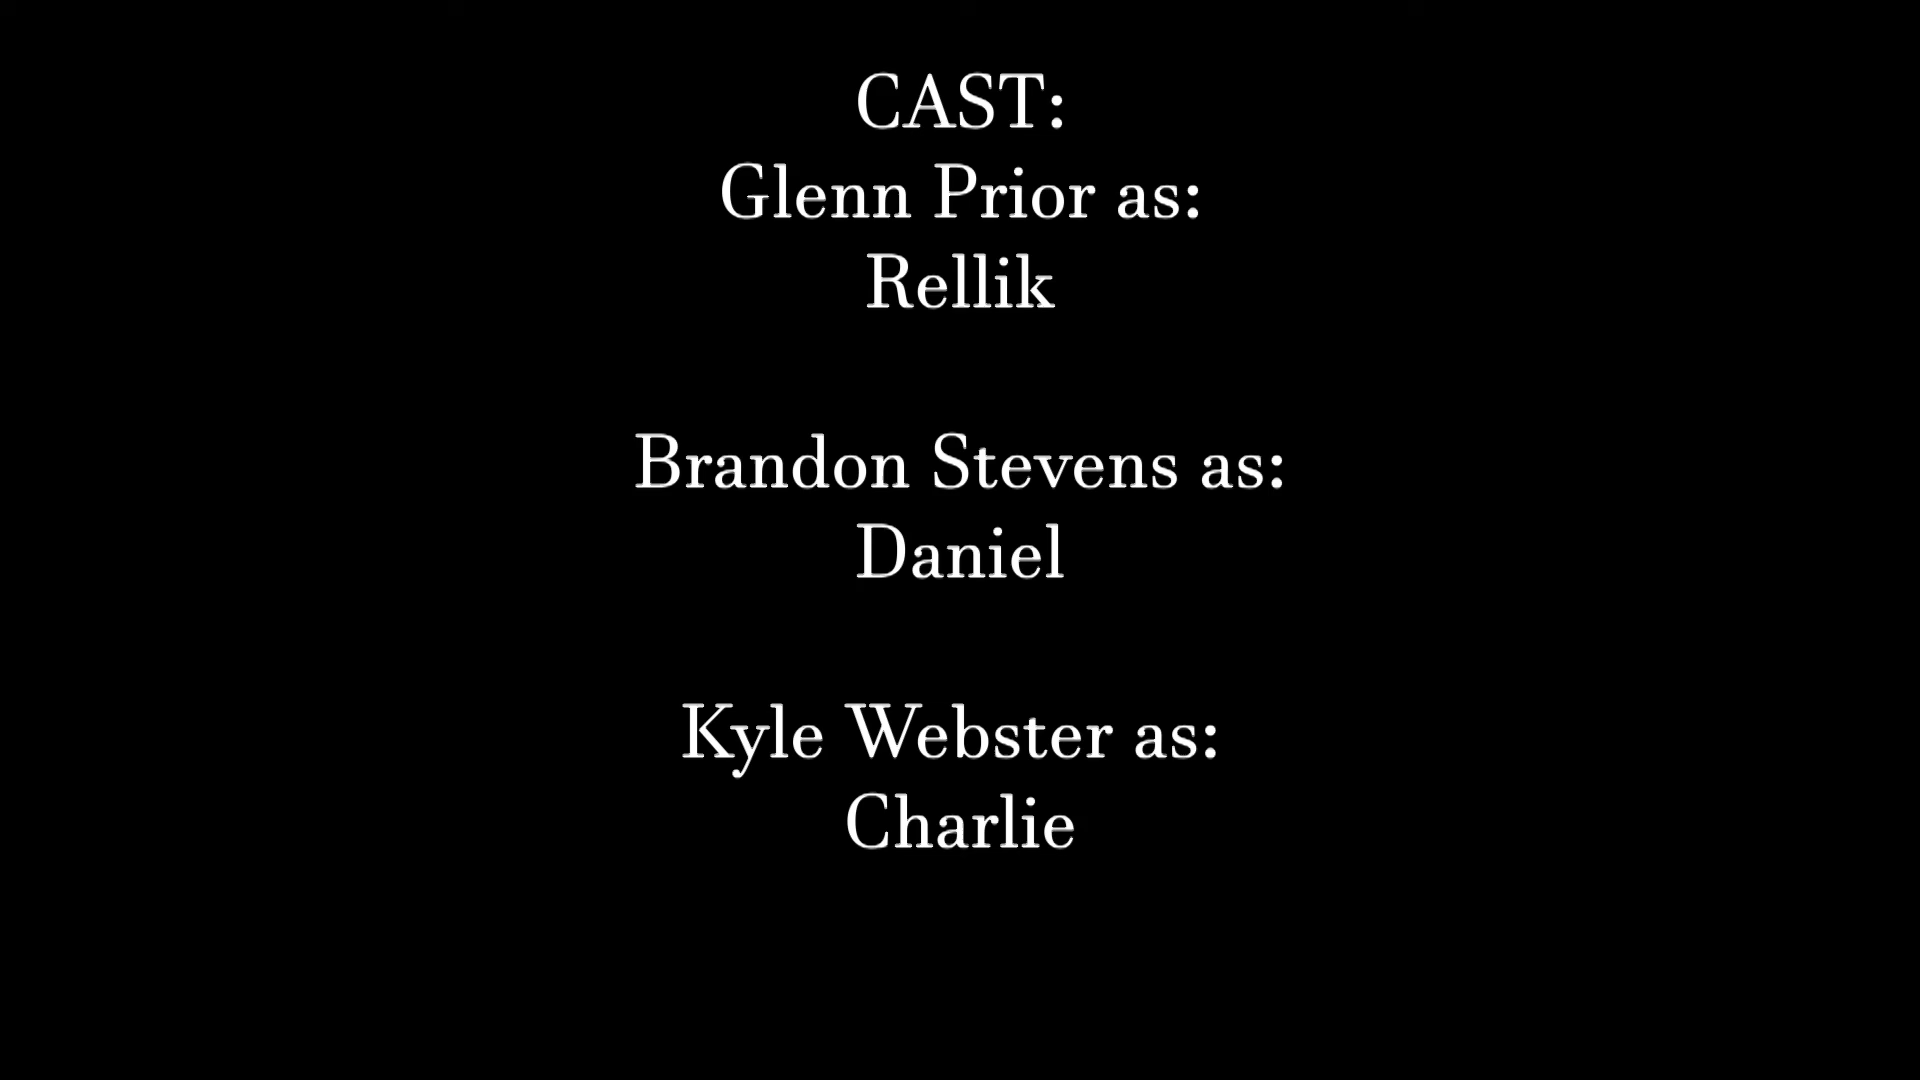 CAST:
Glenn Prior as:
Rellik
Brandon Stevens as:
Daniel
Kyle Webster as:
Charlie